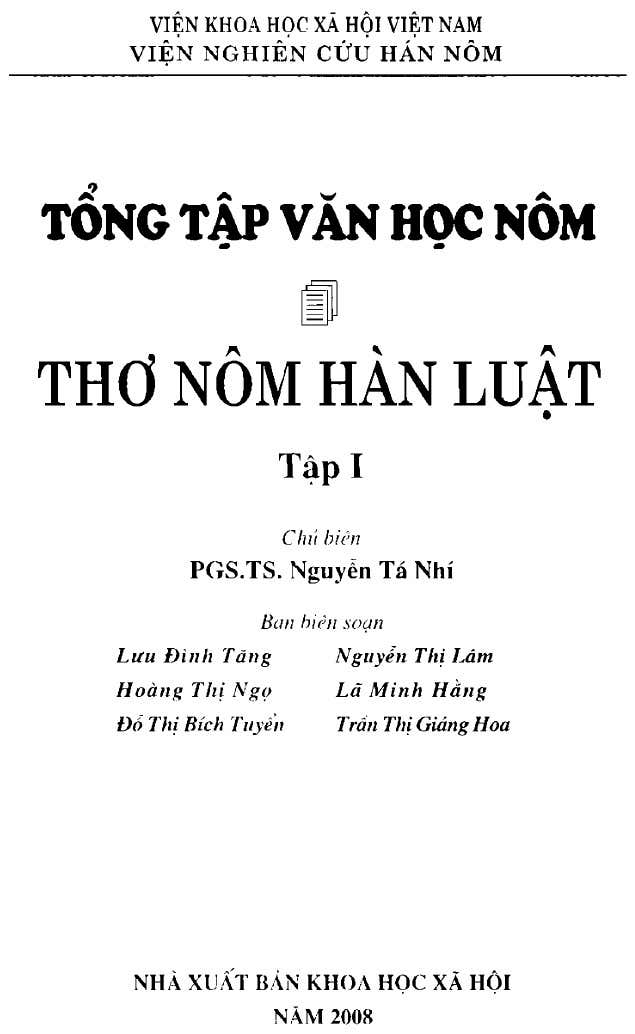 VIỆN KHOA HỌC XÃ HỘI VIỆT NAM
VIỆN NGHIÊN CỨU HÁN NÔM
TỔNG TẬP VĂN HỌC NÔM
THƠ NÔM HÀN LUẬT
Tập I
Chủ biên
PGS.TS. Nguyễn Tá Nhí
Ban biên soạn
Lưu Đình Tăng Nguyễn Thị Lâm
Hoàng Thị Ngọ Lã Minh Hằng
Đỗ Thị Bích Tuyển Trần Thị Giáng Hoa
NHÀ XUẤT BẢN KHOA HỌC XÃ HỘI
NĂM 2008